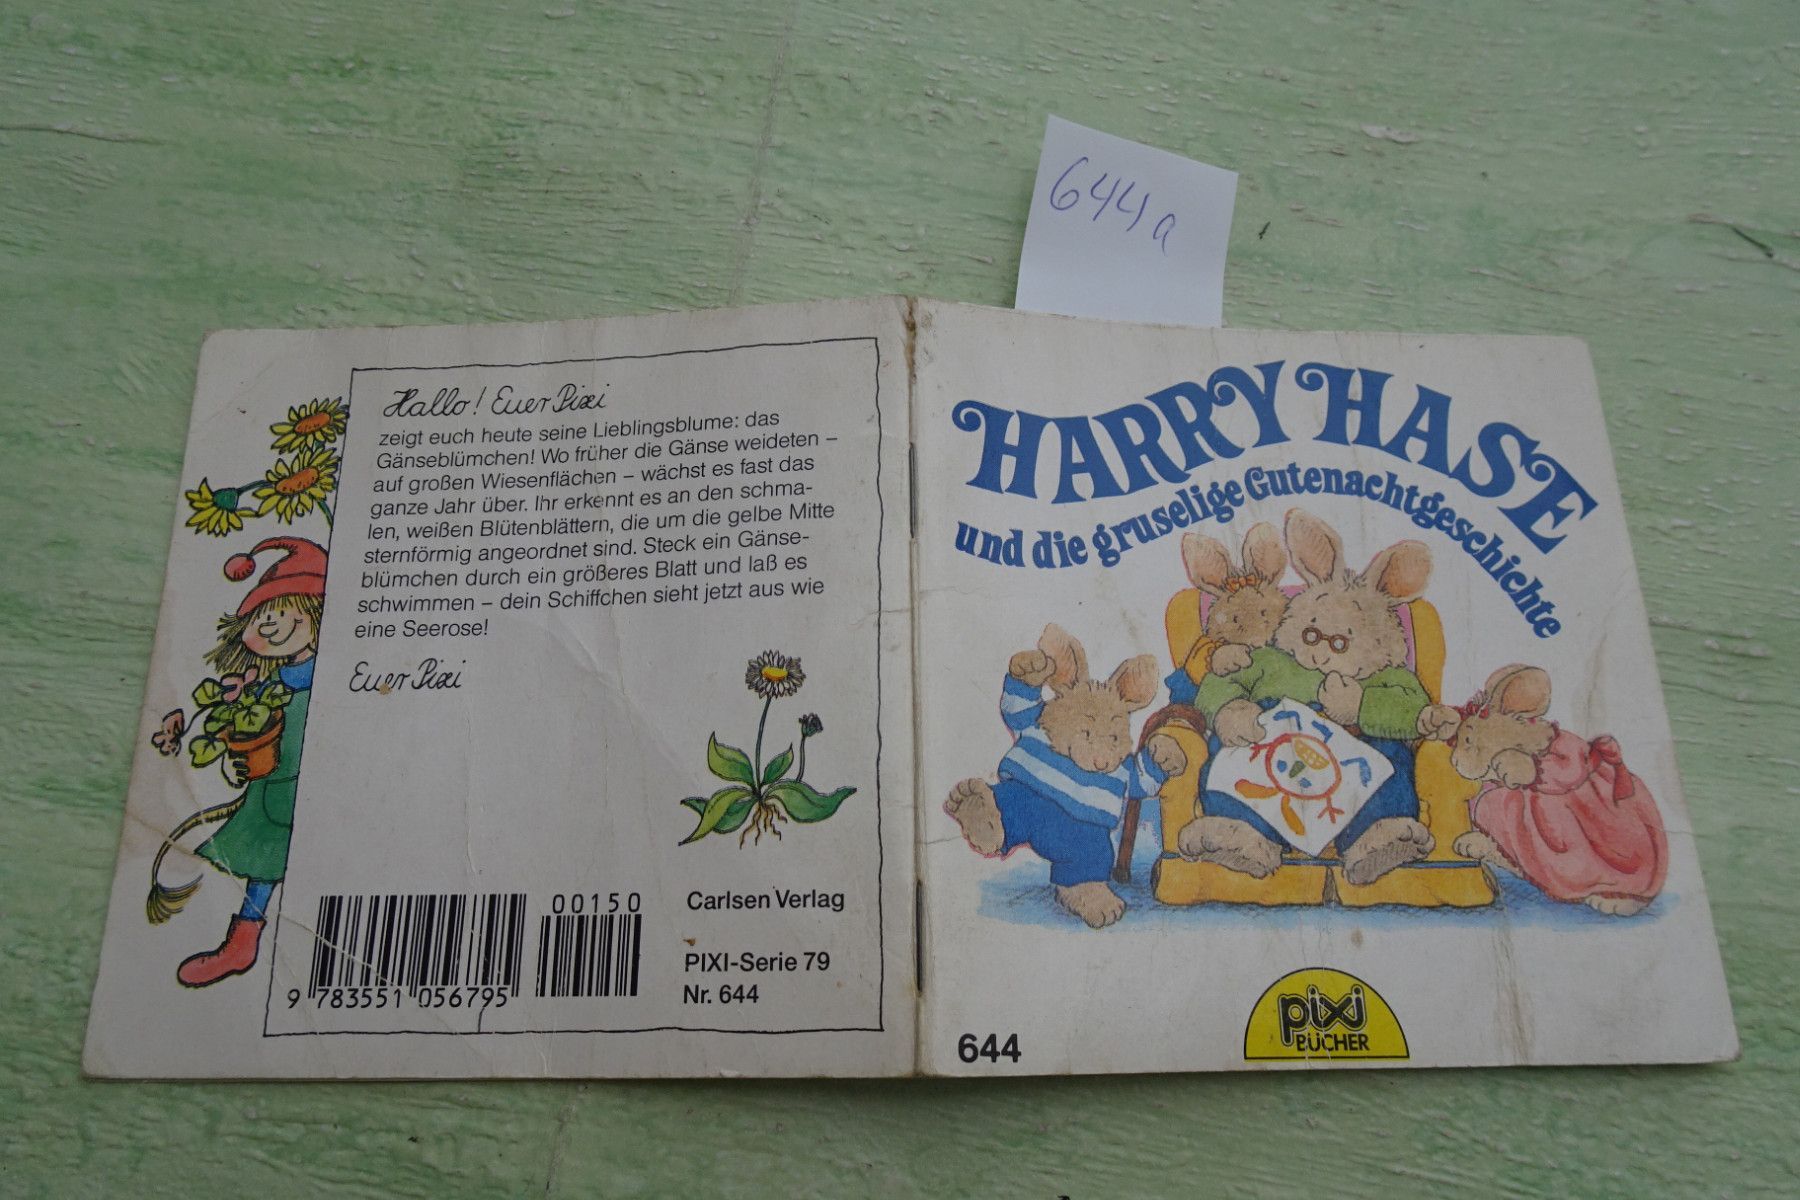 644a
Hallo! Euer Pixi
zeigt euch heute seine Lieblingsblume: das
Gänseblümchen! Wo früher die Gänse weideten –
auf großen Wiesenflächen – wächst es fast das
ganze Jahr über. Ihr erkennt es an den schma-
len, weißen Blütenblättern, die um die gelbe Mitte
sternförmig angeordnet sind. Steck ein Gänse-
blümchen durch ein größeres Blatt und laß es
schwimmen – dein Schiffchen sieht jetzt aus wie
eine Seerose!
Euer Pixi
00150
9 783551 056795
Carlsen Verlag
PIXI-Serie 79
Nr. 644
HARRY HASE
und die gruselige Gutenachtgeschichte
644
pixi
BÜCHER